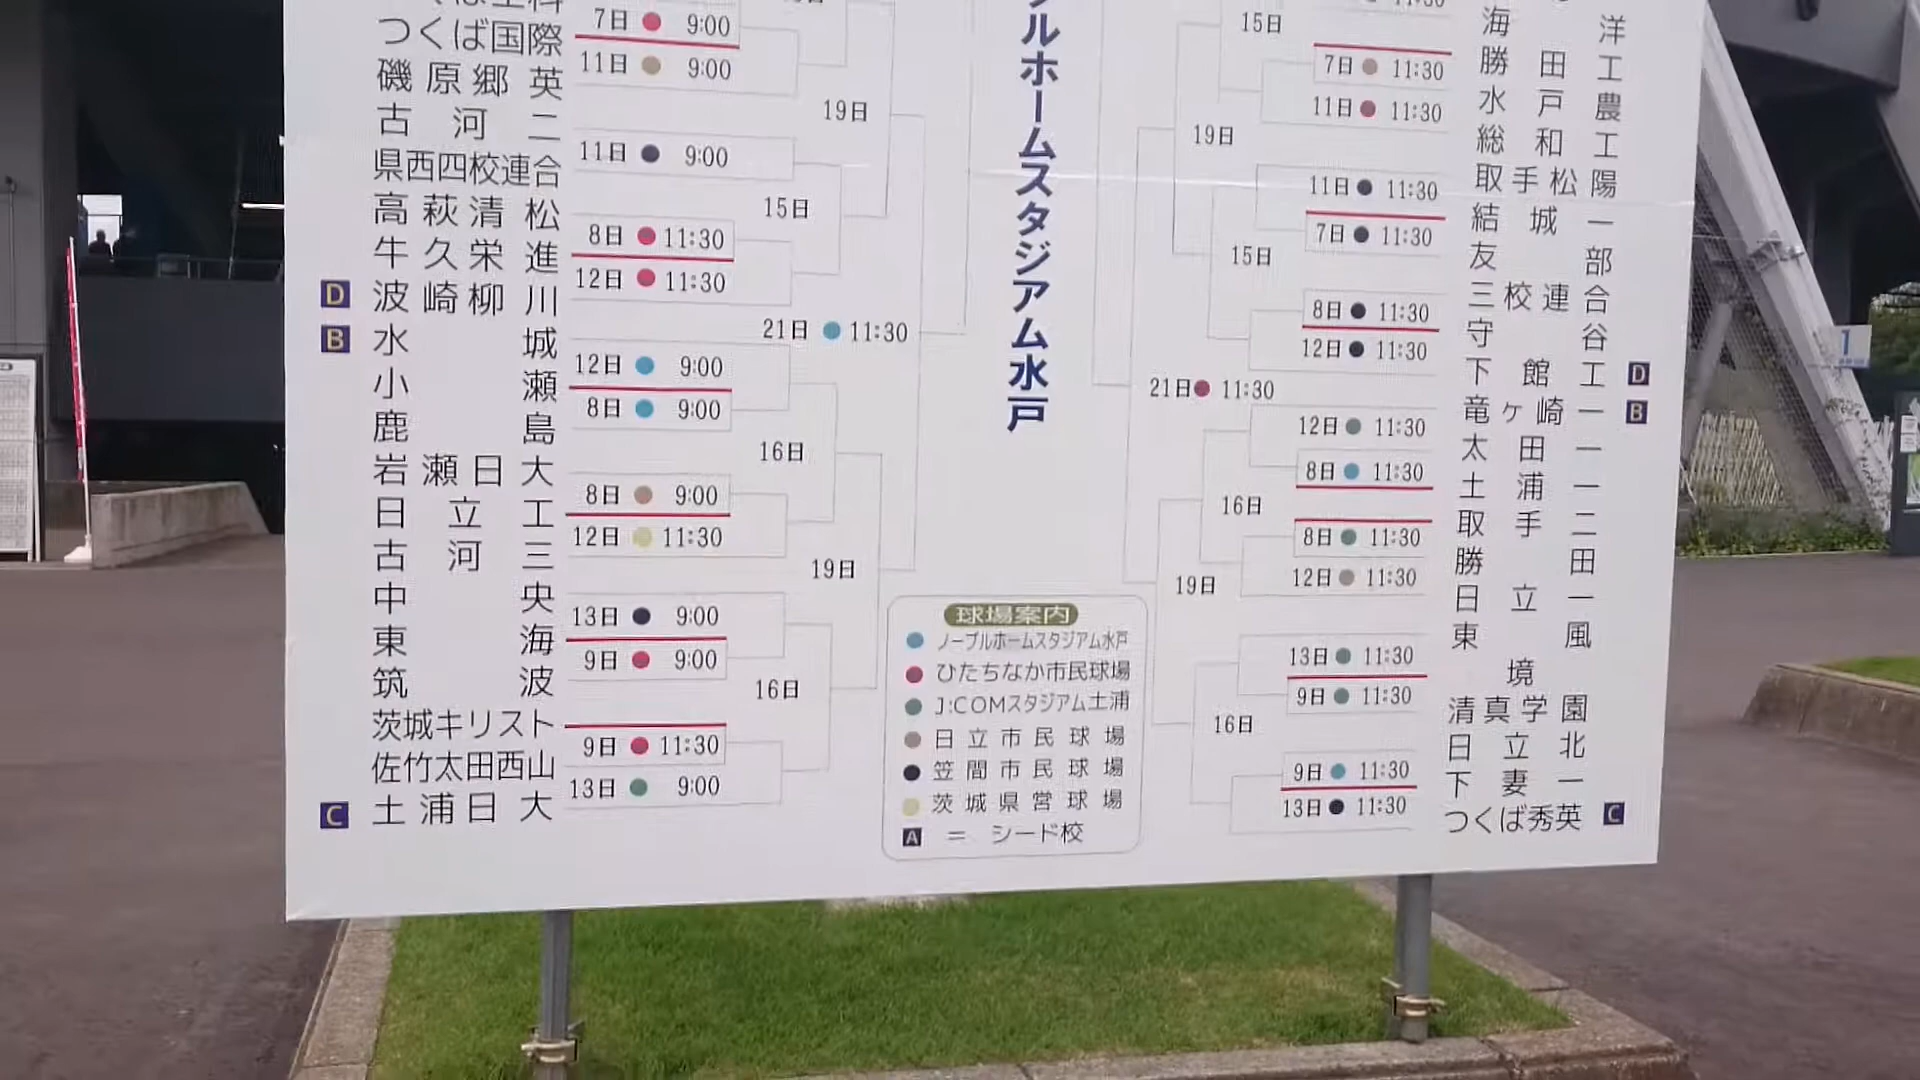 つくば国際
磯原郷英
古河二
県西四校連合
高萩清松
牛久栄進
D 波崎柳川
B 水城
小瀬
鹿島
岩瀬日大
日立工
古河三
中央
東海
筑波
茨城キリスト
佐竹太田西山
C 土浦日大
7日 9:00
11日 9:00
11日 9:00
8日 11:30
12日 11:30
12日 9:00
8日 9:00
8日 9:00
12日 11:30
13日 9:00
9日 9:00
9日 11:30
13日 9:00
19日
15日
21日 11:30
16日
19日
16日
ルホームスタジアム水戸
球場案内
ノーブルホームスタジアム水戸
ひたちなか市民球場
J:COMスタジアム土浦
日立市民球場
笠間市民球場
茨城県営球場
A = シード校
15日
19日
15日
21日 11:30
16日
19日
16日
7日 11:30
11日 11:30
11日 11:30
7日 11:30
8日 11:30
12日 11:30
12日 11:30
8日 11:30
8日 11:30
12日 11:30
13日 11:30
9日 11:30
9日 11:30
13日 11:30
海洋
勝田工
水戸農
総和工
取手松陽
結城一
友部
三校連合
守谷
下館工 D
竜ヶ崎一 B
太田一
土浦一
取手二
勝田
日立一
東風
境
清真学園
日立北
下妻一
つくば秀英 C
1